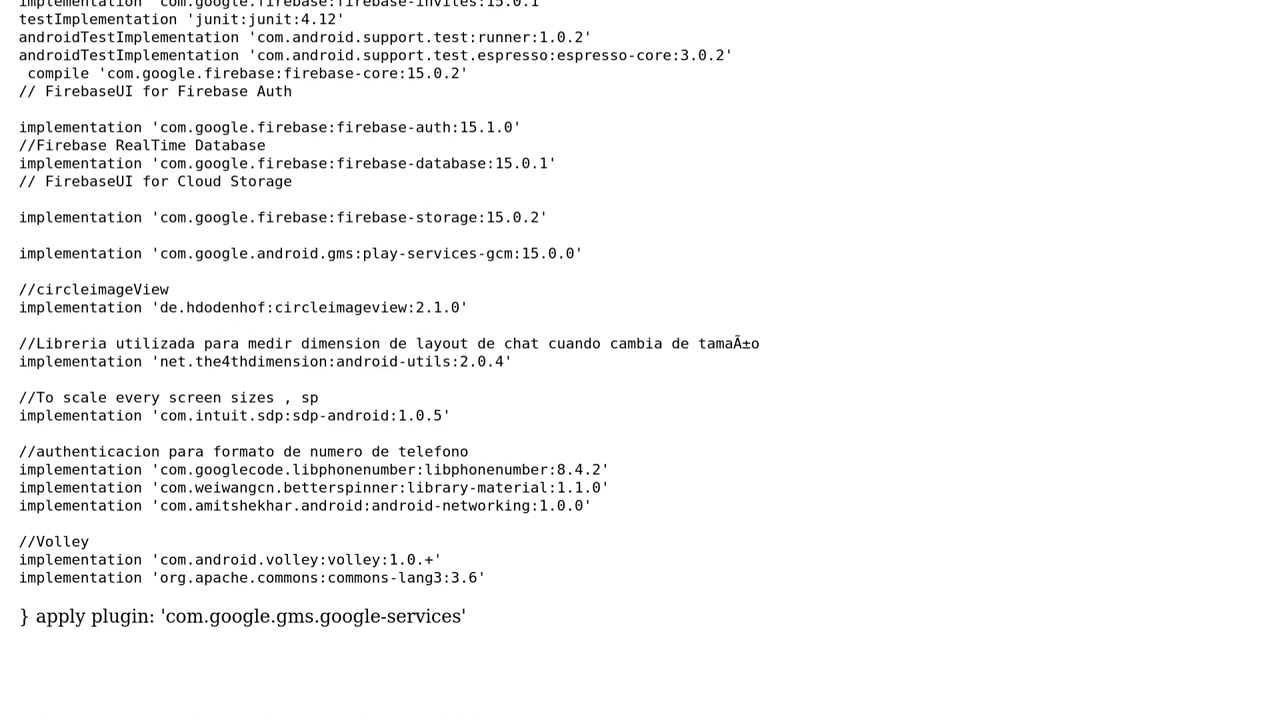 implementation 'com.google.firebase:firebase-invites:15.0.1'
testImplementation 'junit:junit:4.12'
androidTestImplementation 'com.android.support.test:runner:1.0.2'
androidTestImplementation 'com.android.support.test.espresso:espresso-core:3.0.2'
compile 'com.google.firebase:firebase-core:15.0.2'
// FirebaseUI for Firebase Auth
implementation 'com.google.firebase:firebase-auth:15.1.0'
//Firebase RealTime Database
implementation 'com.google.firebase:firebase-database:15.0.1'
// FirebaseUI for Cloud Storage
implementation 'com.google.firebase:firebase-storage:15.0.2'
implementation 'com.google.android.gms:play-services-gcm:15.0.0'
//circleimageView
implementation 'de.hdodenhof:circleimageview:2.1.0'
//Libreria utilizada para medir dimension de layout de chat cuando cambia de tamaÃ±o
implementation 'net.the4thdimension:android-utils:2.0.4'
//To scale every screen sizes , sp
implementation 'com.intuit.sdp:sdp-android:1.0.5'
//authenticacion para formato de numero de telefono
implementation 'com.googlecode.libphonenumber:libphonenumber:8.4.2'
implementation 'com.weiwangcn.betterspinner:library-material:1.1.0'
implementation 'com.amitshekhar.android:android-networking:1.0.0'
//Volley
implementation 'com.android.volley:volley:1.0.+'
implementation 'org.apache.commons:commons-lang3:3.6'
} apply plugin: 'com.google.gms.google-services'